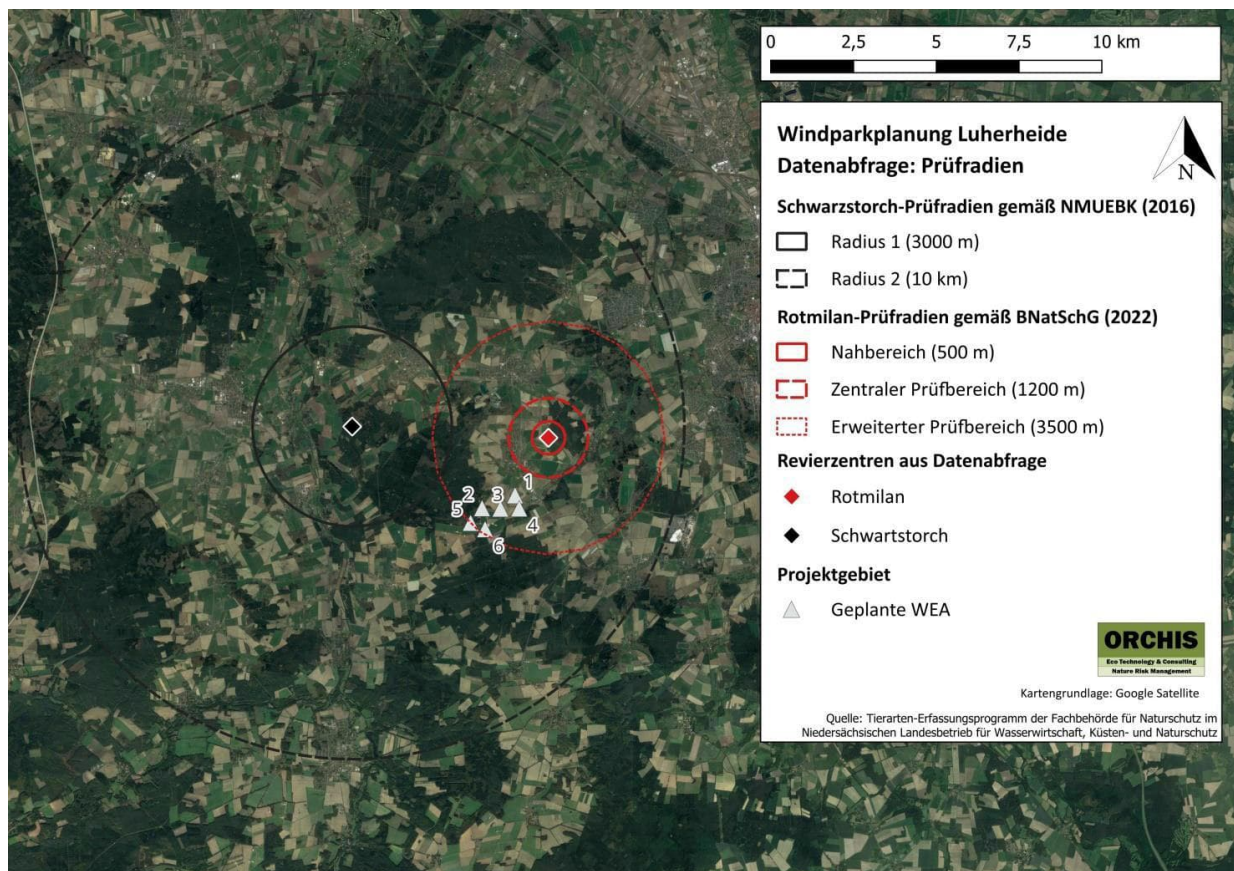 0 2,5 5 7,5 10 km
Windparkplanung Luherheide
Datenabfrage: Prüfradien
N
Schwarzstorch-Prüfradien gemäß NMUEBK (2016)
Radius 1 (3000 m)
Radius 2 (10 km)
Rotmilan-Prüfradien gemäß BNatSchG (2022)
Nahbereich (500 m)
Zentraler Prüfbereich (1200 m)
Erweiterter Prüfbereich (3500 m)
Revierzentren aus Datenabfrage
Rotmilan
Schwartstorch
Projektgebiet
Geplante WEA
ORCHIS
Eco Technology & Consulting
Nature Risk Management
Kartengrundlage: Google Satellite
Quelle: Tierarten-Erfassungsprogramm der Fachbehörde für Naturschutz im
Niedersächsischen Landesbetrieb für Wasserwirtschaft, Küsten- und Naturschutz
1
2 3
5 4
6